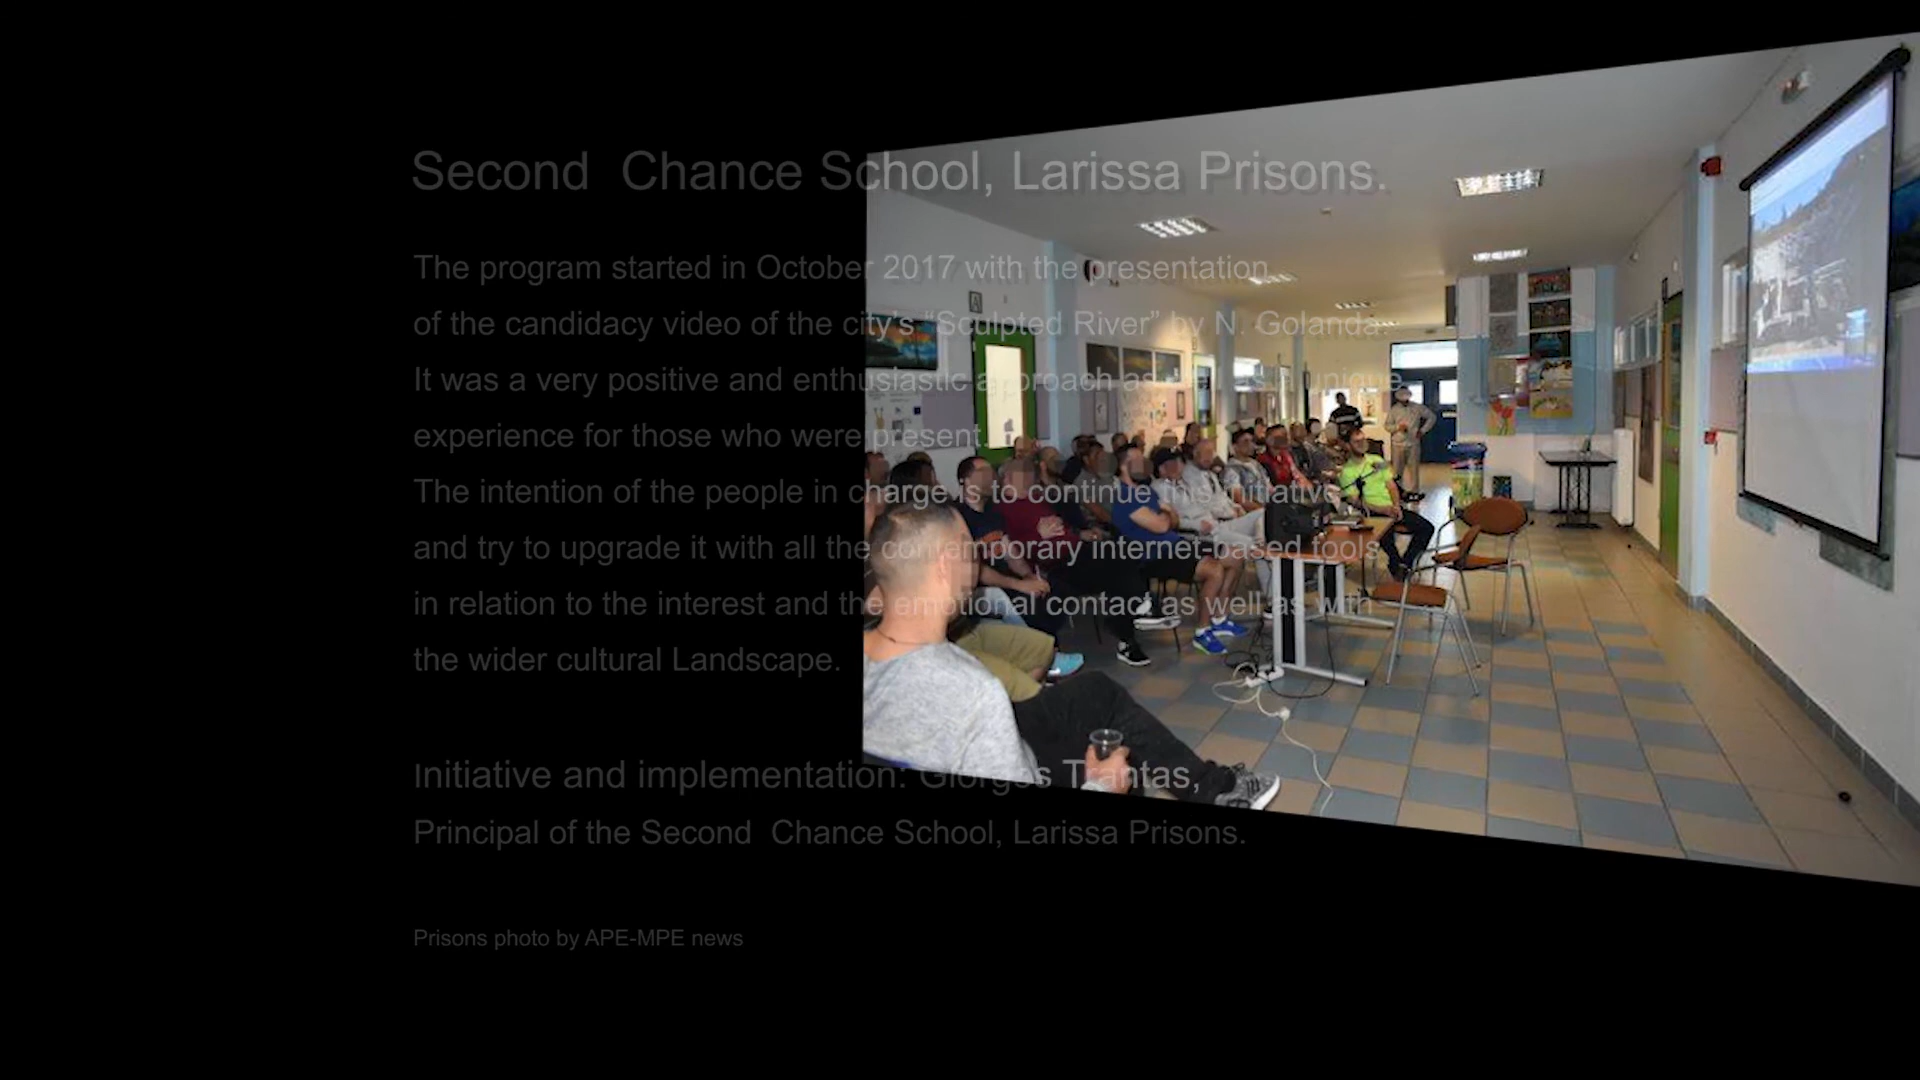 Second  Chance School, Larissa Prisons.
The program started in October 2017 with the presentation
of the candidacy video of the city's “Sculpted River” by N. Golanda.
It was a very positive and enthusiastic approach as well as a unique
experience for those who were present.
The intention of the people in charge is to continue this initiative
and try to upgrade it with all the contemporary internet-based tools
in relation to the interest and the emotional contact as well as with
the wider cultural Landscape.
Initiative and implementation: Giorgos Trantas,
Principal of the Second  Chance School, Larissa Prisons.
Prisons photo by APE-MPE news